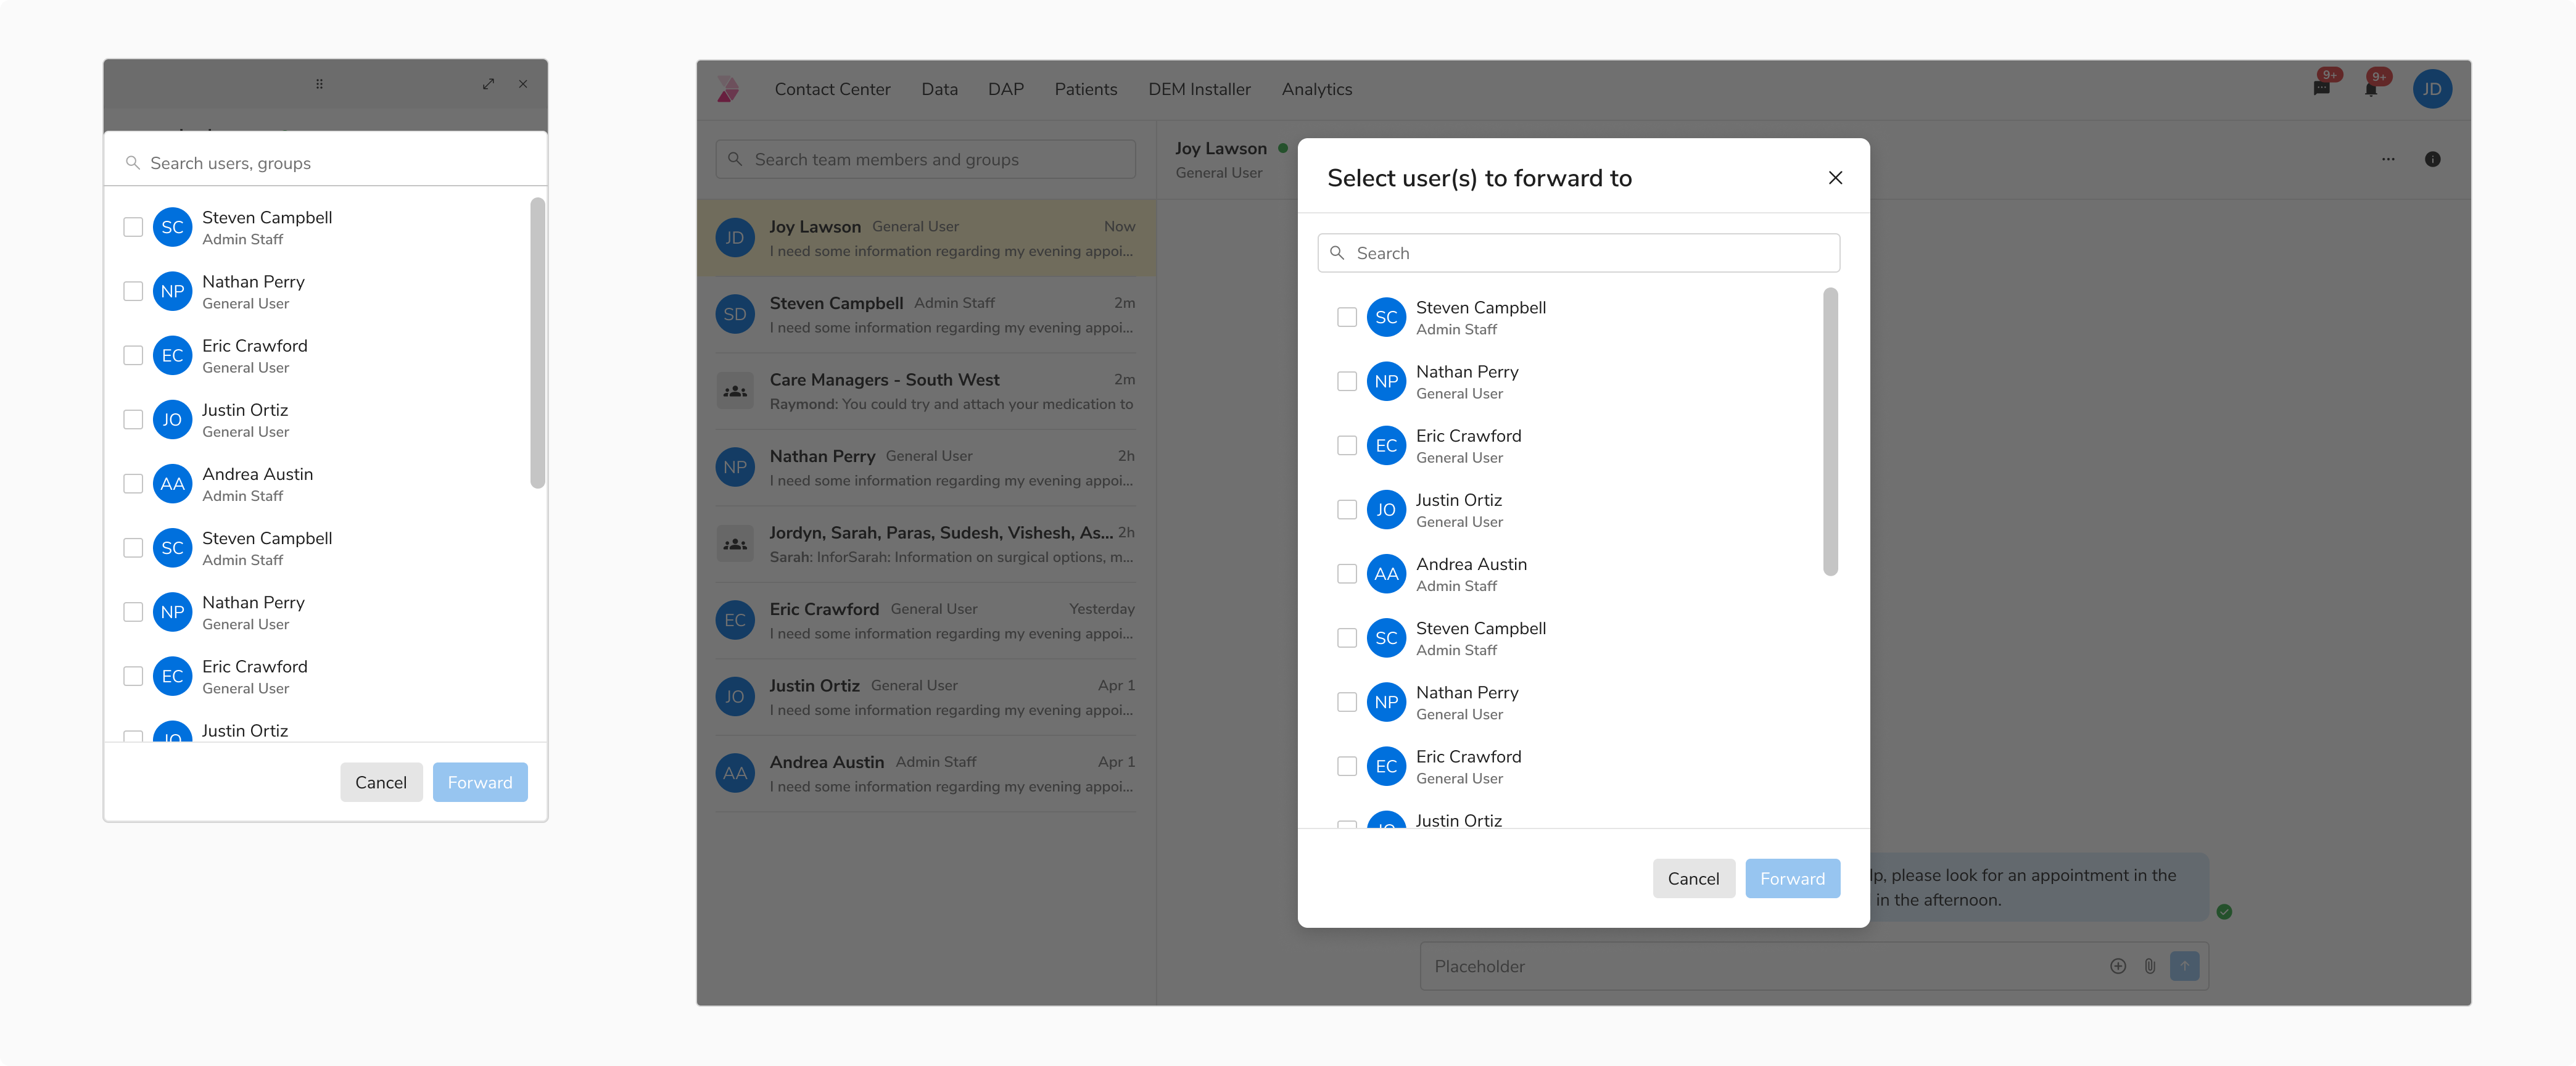 Search users, groups
SC
Steven Campbell
Admin Staff
NP
Nathan Perry
General User
EC
Eric Crawford
General User
JO
Justin Ortiz
General User
AA
Andrea Austin
Admin Staff
SC
Steven Campbell
Admin Staff
NP
Nathan Perry
General User
EC
Eric Crawford
General User
JO
Justin Ortiz
Cancel
Forward
Contact Center
Data
DAP
Patients
DEM Installer
Analytics
9+
9+
JD
Search team members and groups
JD
Joy Lawson General User Now
I need some information regarding my evening appoi...
SD
Steven Campbell Admin Staff 2m
I need some information regarding my evening appoi...
Care Managers - South West 2m
Raymond: You could try and attach your medication to
NP
Nathan Perry General User 2h
I need some information regarding my evening appoi...
Jordyn, Sarah, Paras, Sudesh, Vishesh, As... 2h
Sarah: InforSarah: Information on surgical options, m...
EC
Eric Crawford General User Yesterday
I need some information regarding my evening appoi...
JO
Justin Ortiz General User Apr 1
I need some information regarding my evening appoi...
AA
Andrea Austin Admin Staff Apr 1
I need some information regarding my evening appoi...
Joy Lawson
General User
Select user(s) to forward to
Search
SC
Steven Campbell
Admin Staff
NP
Nathan Perry
General User
EC
Eric Crawford
General User
JO
Justin Ortiz
General User
AA
Andrea Austin
Admin Staff
SC
Steven Campbell
Admin Staff
NP
Nathan Perry
General User
EC
Eric Crawford
General User
JO
Justin Ortiz
Cancel
Forward
lp, please look for an appointment in the
in the afternoon.
Placeholder